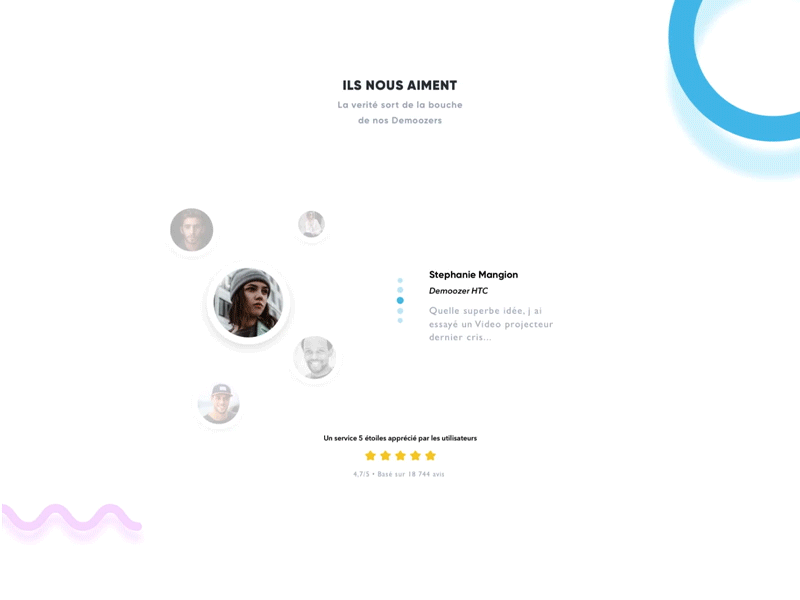 ILS NOUS AIMENT
La verité sort de la bouche
de nos Demoozers
Stephanie Mangion
Demoozer HTC
Quelle superbe idée, j ai
essayé un Video projecteur
dernier cris...
Un service 5 étoiles apprécié par les utilisateurs
4,7/5 • Basé sur 18 744 avis